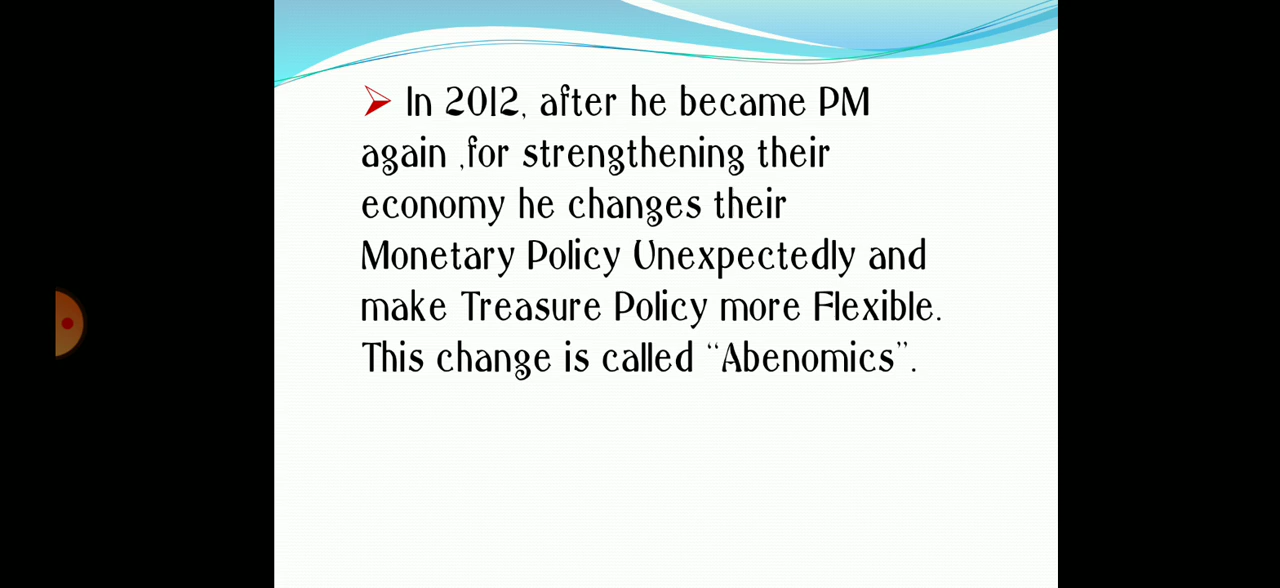 In 2012, after he became PM
again ,for strengthening their
economy he changes their
Monetary Policy Unexpectedly and
make Treasure Policy more Flexible.
This change is called “Abenomics”.